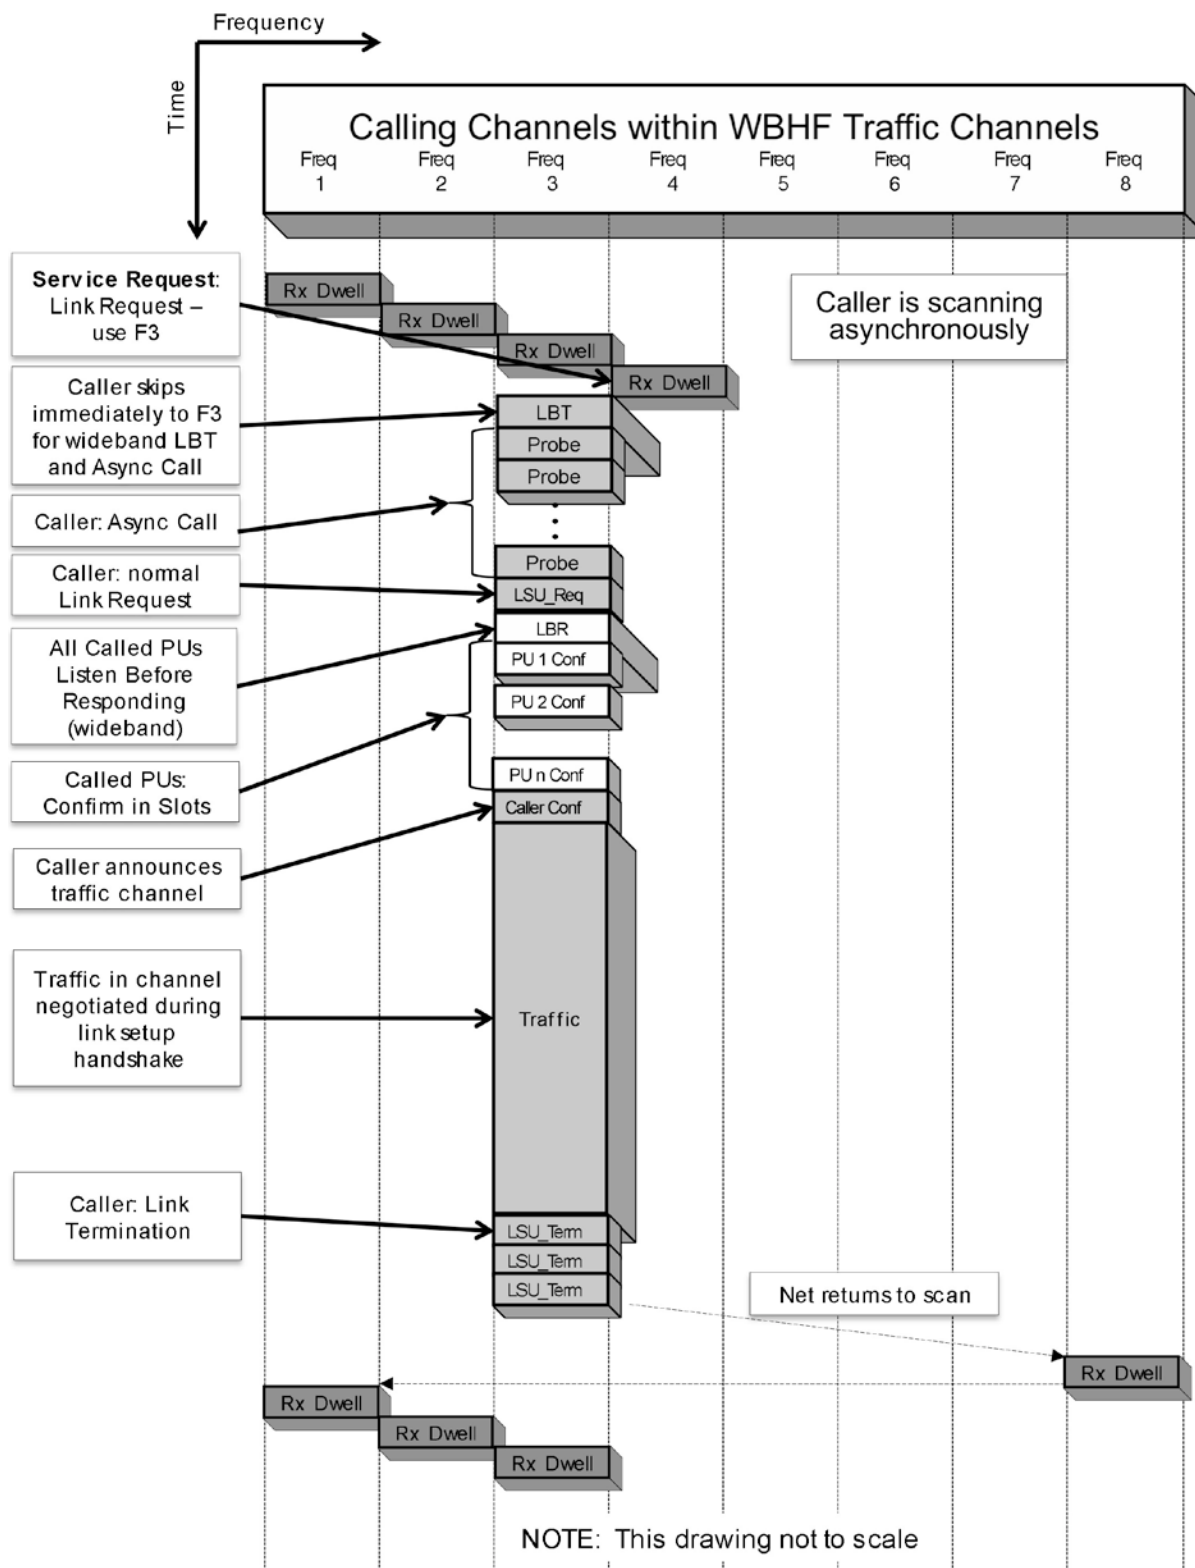 Frequency
Time
Calling Channels within WBHF Traffic Channels
Freq 1
Freq 2
Freq 3
Freq 4
Freq 5
Freq 6
Freq 7
Freq 8
Service Request:
Link Request –
use F3
Rx Dwell
Rx Dwell
Rx Dwell
Rx Dwell
Caller is scanning
asynchronously
Caller skips
immediately to F3
for wideband LBT
and Async Call
LBT
Probe
Probe
Caller: Async Call
Probe
Caller: normal
Link Request
LSU_Req
All Called PUs
Listen Before
Responding
(wideband)
LBR
PU 1 Conf
PU 2 Conf
Called PUs:
Confirm in Slots
PU n Conf
Caller Conf
Caller announces
traffic channel
Traffic in channel
negotiated during
link setup
handshake
Traffic
Caller: Link
Termination
LSU_Term
LSU_Term
LSU_Term
Net returns to scan
Rx Dwell
Rx Dwell
Rx Dwell
Rx Dwell
NOTE: This drawing not to scale